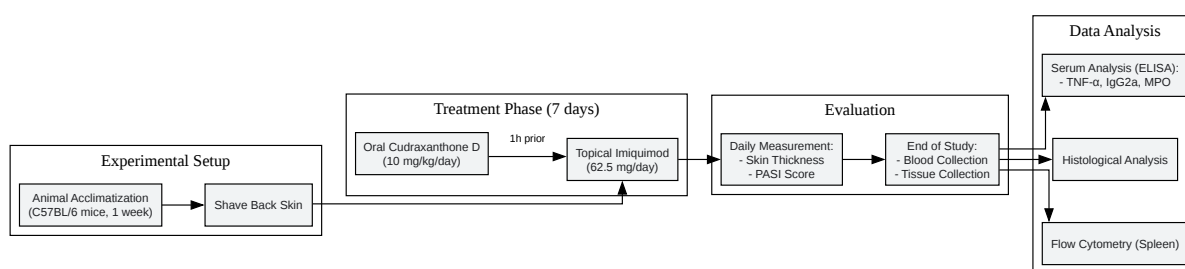 Experimental Setup
Animal Acclimatization
(C57BL/6 mice, 1 week)
Shave Back Skin
Treatment Phase (7 days)
Oral Cudraxanthone D
(10 mg/kg/day)
1h prior
Topical Imiquimod
(62.5 mg/day)
Evaluation
Daily Measurement:
- Skin Thickness
- PASI Score
End of Study:
- Blood Collection
- Tissue Collection
Data Analysis
Serum Analysis (ELISA):
- TNF-α, IgG2a, MPO
Histological Analysis
Flow Cytometry (Spleen)